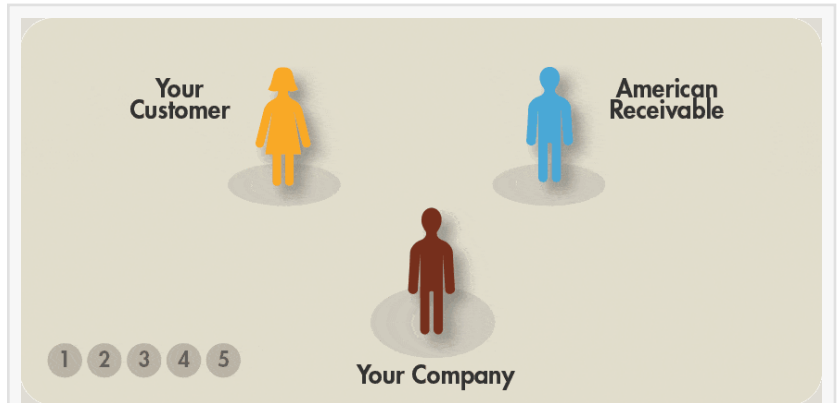 Your
Customer
American
Receivable
Your Company
1 2 3 4 5